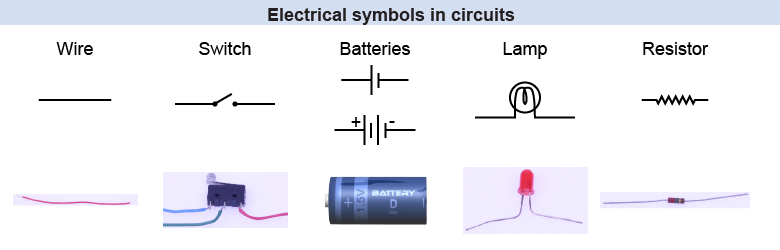 Electrical symbols in circuits
Wire
Switch
Batteries
Lamp
Resistor
+ -
+ 1.5V BATTERY
D